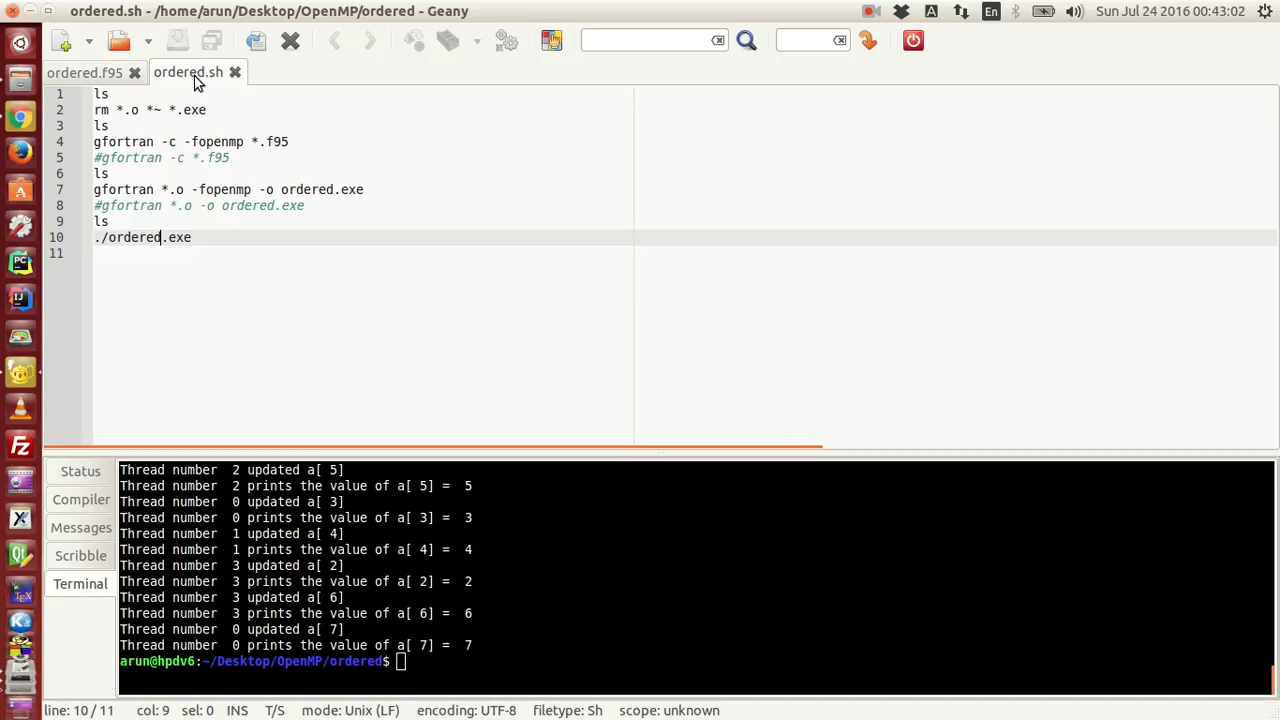 ordered.sh - /home/arun/Desktop/OpenMP/ordered - Geany
A
En
Sun Jul 24 2016 00:43:02
ordered.f95
ordered.sh
1 ls
2 rm *.o *~ *.exe
3 ls
4 gfortran -c -fopenmp *.f95
5 #gfortran -c *.f95
6 ls
7 gfortran *.o -fopenmp -o ordered.exe
8 #gfortran *.o -o ordered.exe
9 ls
10 ./ordered.exe
11
Status
Compiler
Messages
Scribble
Terminal
Thread number  2 updated a[ 5]
Thread number  2 prints the value of a[ 5] =  5
Thread number  0 updated a[ 3]
Thread number  0 prints the value of a[ 3] =  3
Thread number  1 updated a[ 4]
Thread number  1 prints the value of a[ 4] =  4
Thread number  3 updated a[ 2]
Thread number  3 prints the value of a[ 2] =  2
Thread number  3 updated a[ 6]
Thread number  3 prints the value of a[ 6] =  6
Thread number  0 updated a[ 7]
Thread number  0 prints the value of a[ 7] =  7
arun@hpdv6:~/Desktop/OpenMP/ordered$
line: 10 / 11 col: 9 sel: 0 INS T/S mode: Unix (LF) encoding: UTF-8 filetype: Sh scope: unknown
PC
IJ
Fz
X
Qt
TEX
K